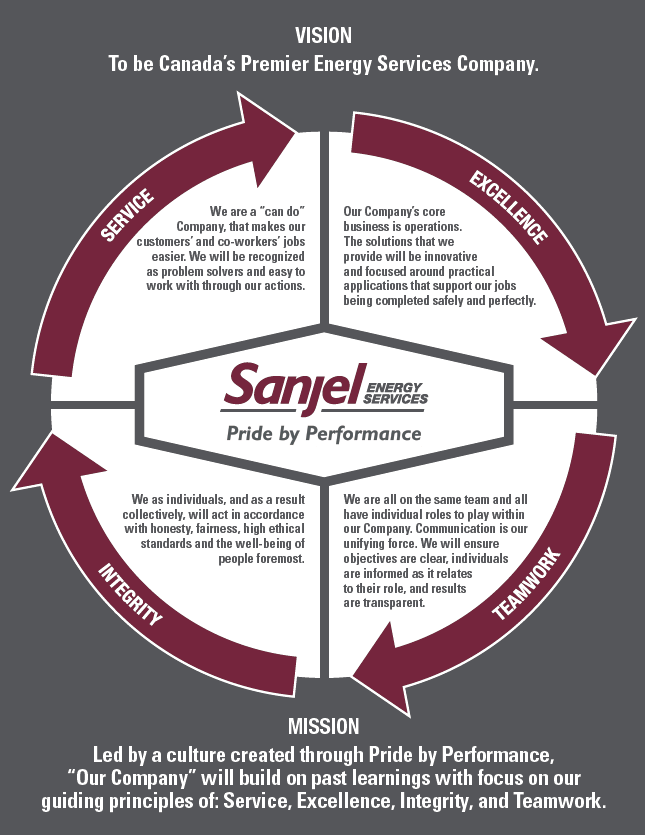 VISION
To be Canada's Premier Energy Services Company.
SERVICE
We are a "can do"
Company, that makes our
customers' and co-workers' jobs
easier. We will be recognized
as problem solvers and easy to
work with through our actions.
EXCELLENCE
Our Company's core
business is operations.
The solutions that we
provide will be innovative
and focused around practical
applications that support our jobs
being completed safely and perfectly.
Sanjel ENERGY
SERVICES
Pride by Performance
INTEGRITY
We as individuals, and as a result
collectively, will act in accordance
with honesty, fairness, high ethical
standards and the well-being of
people foremost.
TEAMWORK
We are all on the same team and all
have individual roles to play within
our Company. Communication is our
unifying force. We will ensure
objectives are clear, individuals
are informed as it relates
to their role, and results
are transparent.
MISSION
Led by a culture created through Pride by Performance,
"Our Company" will build on past learnings with focus on our
guiding principles of: Service, Excellence, Integrity, and Teamwork.